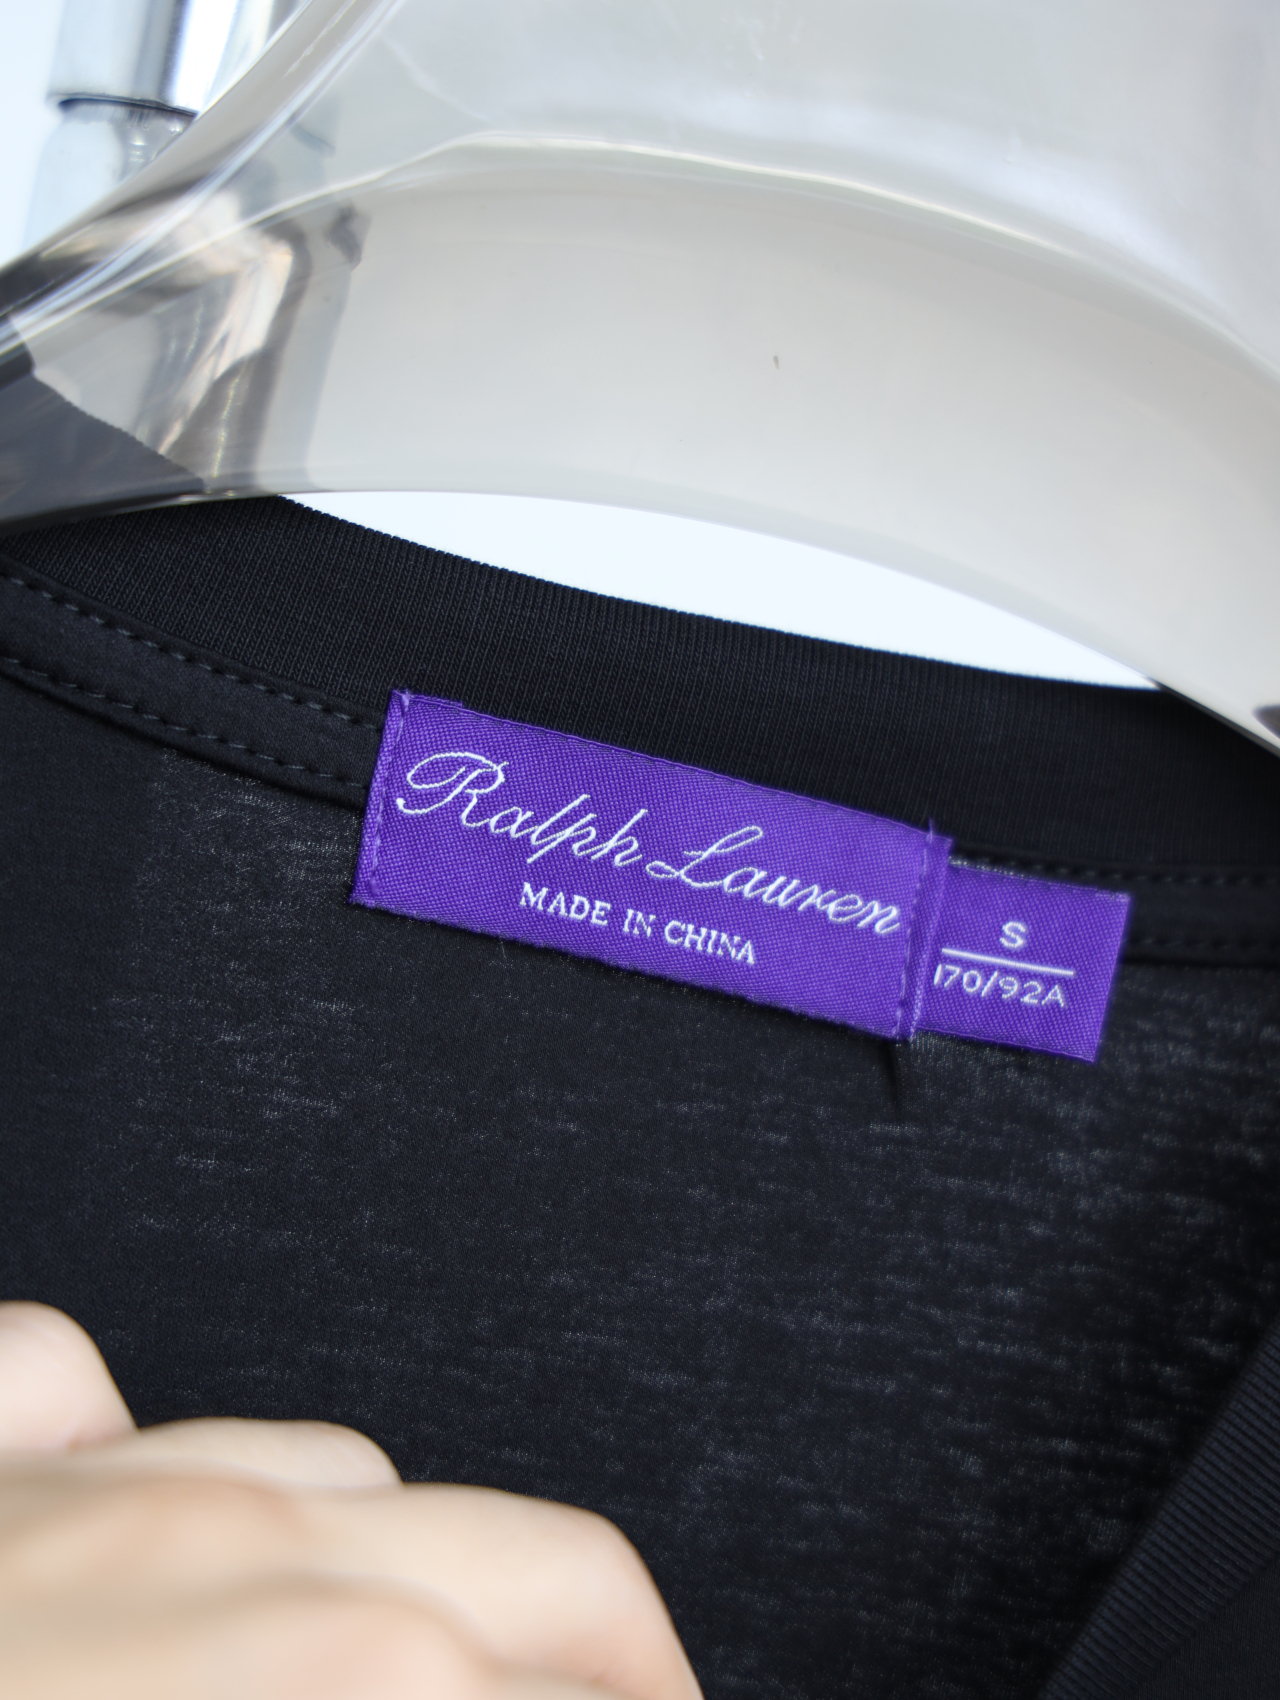 Ralph Lauren
MADE IN CHINA
S
170/92A